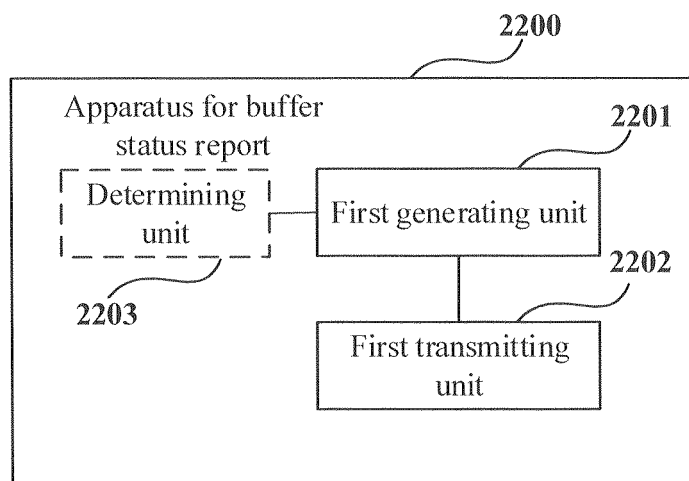 2200
Apparatus for buffer
status report
2201
Determining
unit
First generating unit
2203
2202
First transmitting
unit